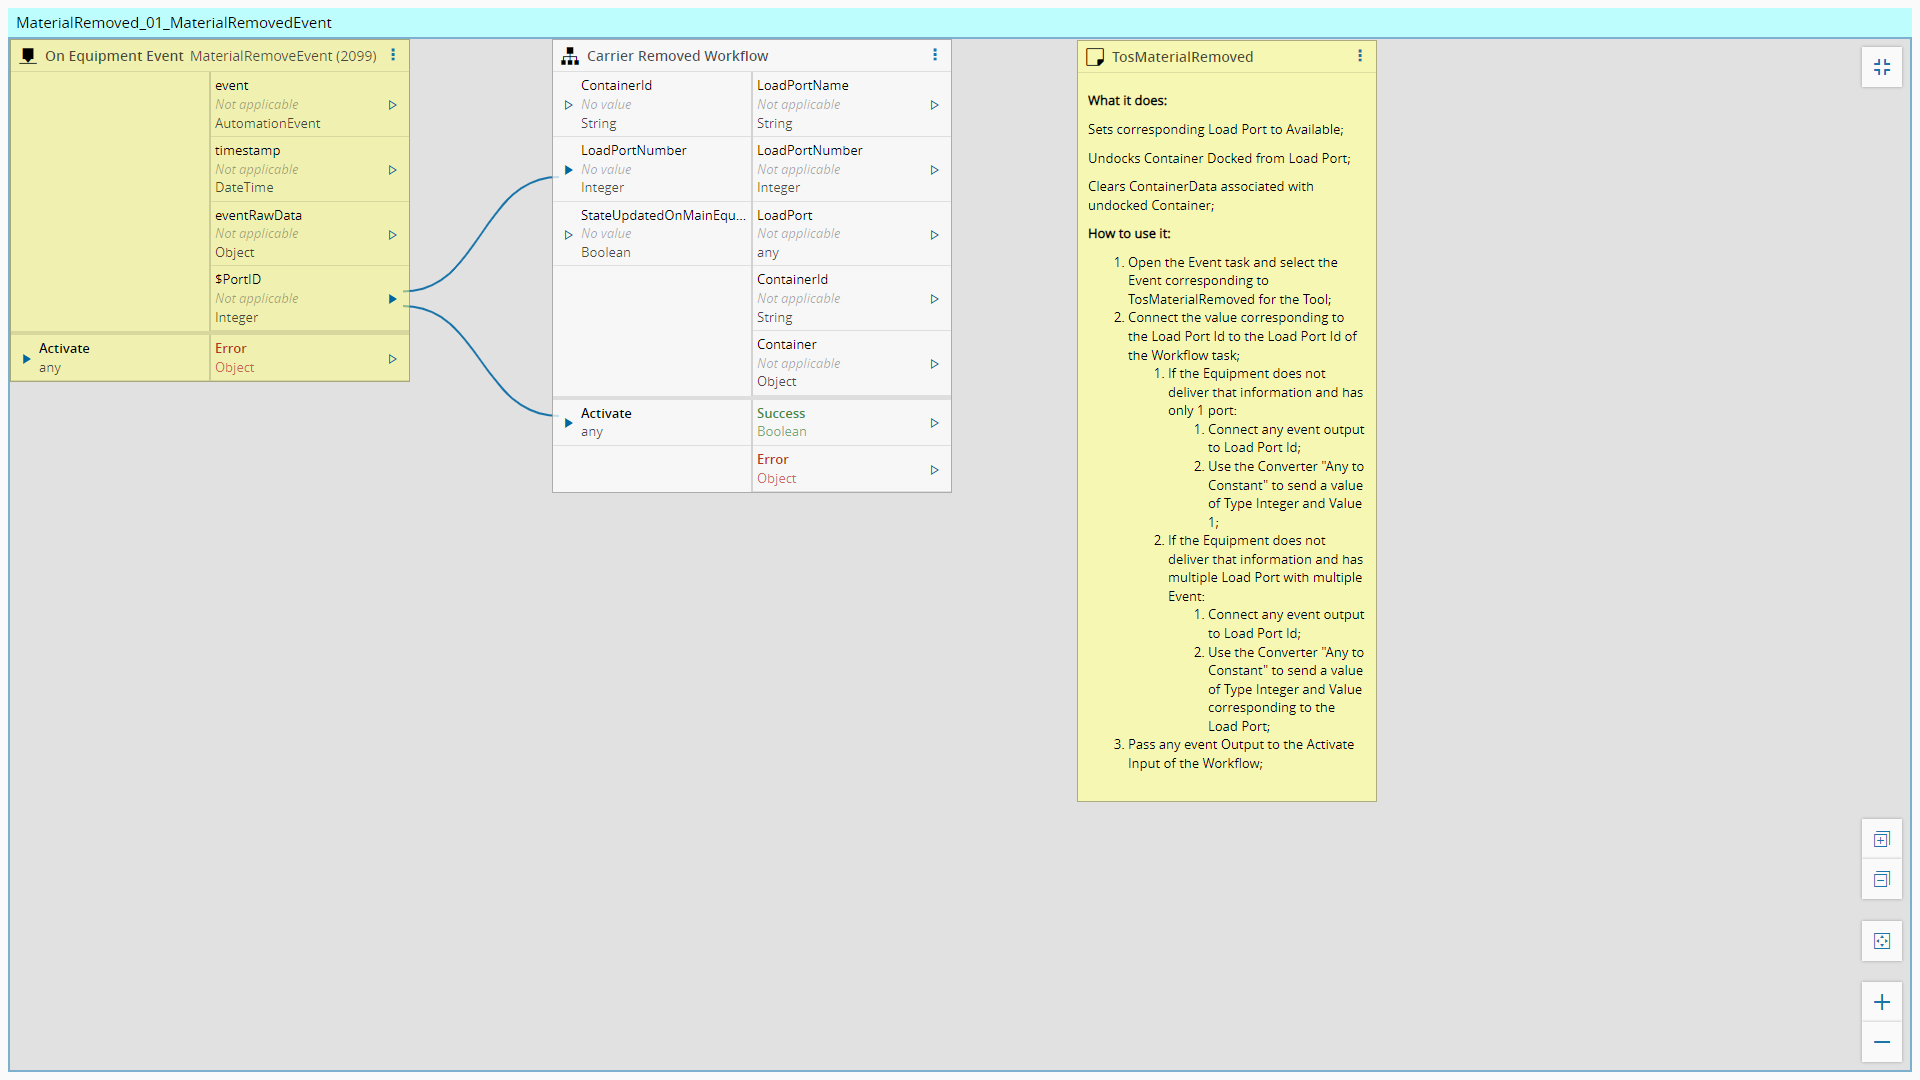 MaterialRemoved_01_MaterialRemovedEvent
On Equipment Event MaterialRemoveEvent (2099)
event
Not applicable
AutomationEvent
timestamp
Not applicable
DateTime
eventRawData
Not applicable
Object
$PortID
Not applicable
Integer
Activate
any
Error
Object
Carrier Removed Workflow
ContainerId
No value
String
LoadPortNumber
No value
Integer
StateUpdatedOnMainEqu...
No value
Boolean
LoadPortName
Not applicable
String
LoadPortNumber
Not applicable
Integer
LoadPort
Not applicable
any
ContainerId
Not applicable
String
Container
Not applicable
Object
Activate
any
Success
Boolean
Error
Object
TosMaterialRemoved
What it does:
Sets corresponding Load Port to Available;
Undocks Container Docked from Load Port;
Clears ContainerData associated with
undocked Container;
How to use it:
1. Open the Event task and select the
Event corresponding to
TosMaterialRemoved for the Tool;
2. Connect the value corresponding to
the Load Port Id to the Load Port Id of
the Workflow task;
1. If the Equipment does not
deliver that information and has
only 1 port:
1. Connect any event output
to Load Port Id;
2. Use the Converter "Any to
Constant" to send a value
of Type Integer and Value
1;
2. If the Equipment does not
deliver that information and has
multiple Load Port with multiple
Event:
1. Connect any event output
to Load Port Id;
2. Use the Converter "Any to
Constant" to send a value
of Type Integer and Value
corresponding to the
Load Port;
3. Pass any event Output to the Activate
Input of the Workflow;